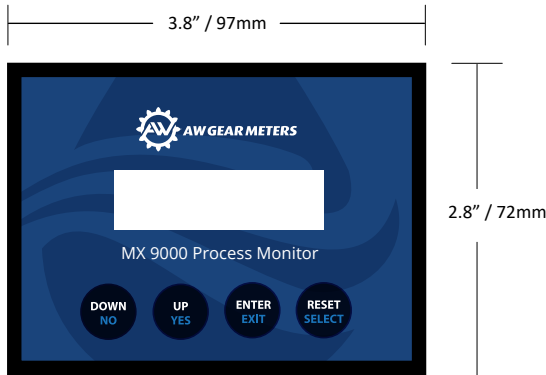 3.8” / 97mm
AW AW GEAR METERS
2.8” / 72mm
MX 9000 Process Monitor
DOWN UP ENTER RESET
NO YES EXIT SELECT